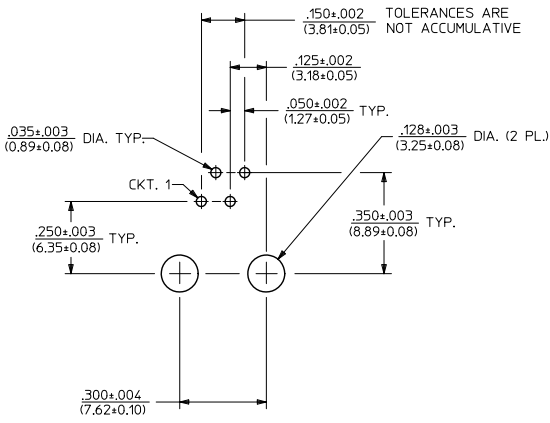 .150±.002
(3.81±0.05)
TOLERANCES ARE
NOT ACCUMULATIVE
.125±.002
(3.18±0.05)
.050±.002
(1.27±0.05)
TYP.
.035±.003
(0.89±0.08)
DIA. TYP.
.128±.003
(3.25±0.08)
DIA. (2 PL.)
CKT. 1
.250±.003
(6.35±0.08)
TYP.
.350±.003
(8.89±0.08)
TYP.
.300±.004
(7.62±0.10)